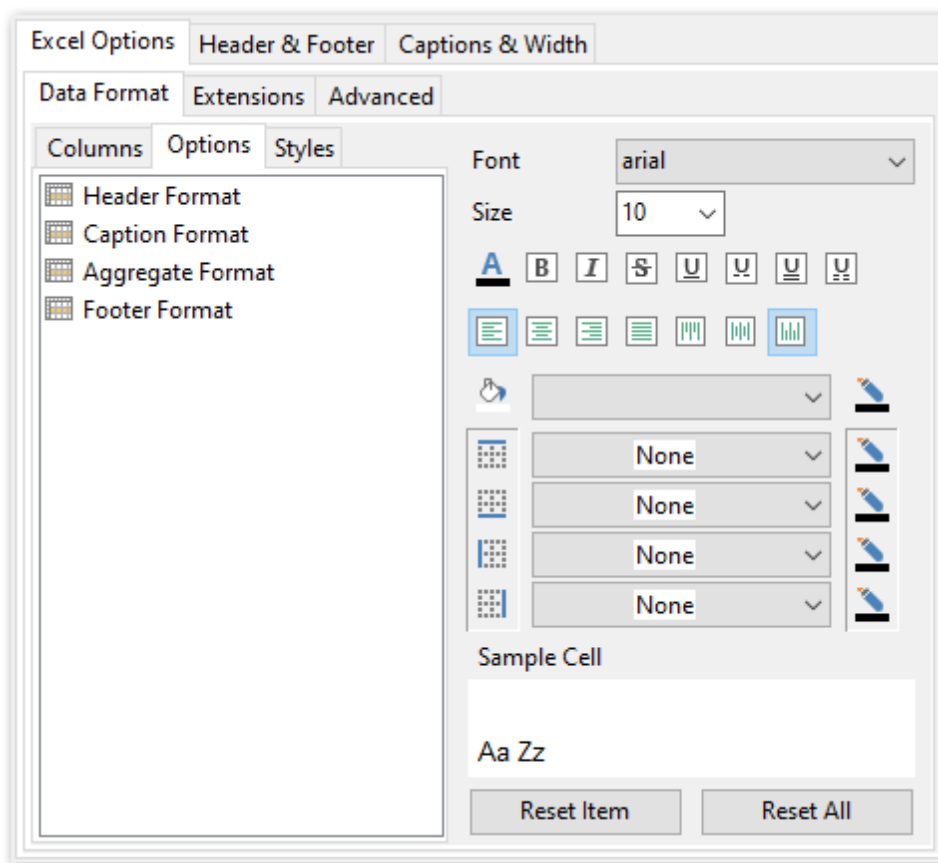 Excel Options Header & Footer Captions & Width
Data Format Extensions Advanced
Columns Options Styles
Header Format
Caption Format
Aggregate Format
Footer Format
Font arial
Size 10
A B I S U U U U
None
None
None
None
Sample Cell
Aa Zz
Reset Item Reset All